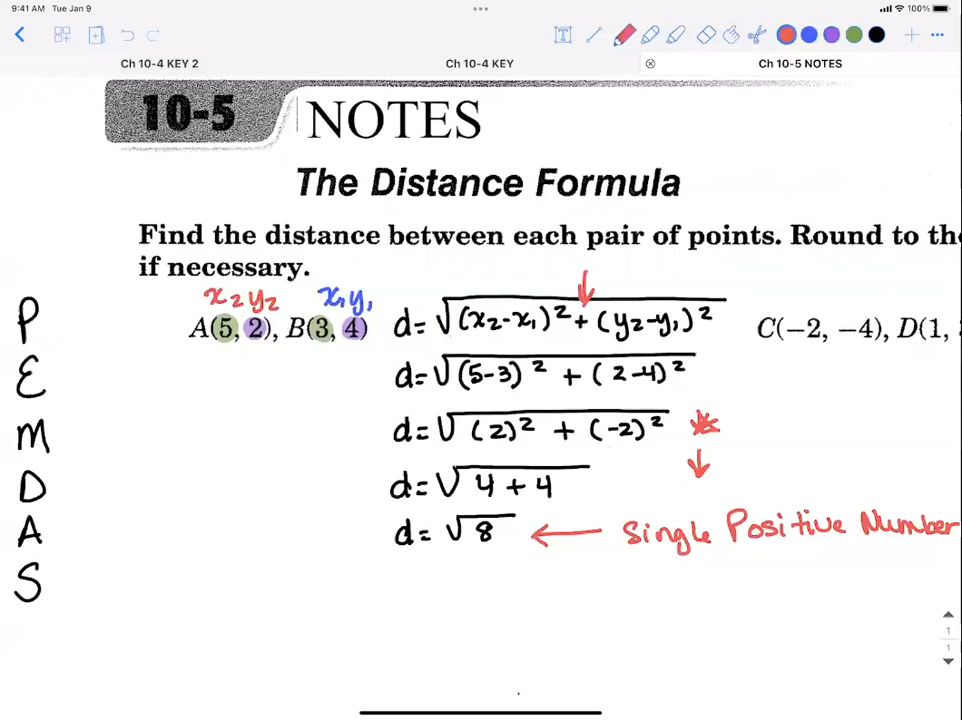 9:41 AM Tue Jan 9
100%
Ch 10-4 KEY 2
Ch 10-4 KEY
Ch 10-5 NOTES
10-5 NOTES
The Distance Formula
Find the distance between each pair of points. Round to th
if necessary.
x₂ y₂ x₁ y₁
A(5, 2), B(3, 4) d=√(x₂-x₁)²+(y₂-y₁)² C(−2, −4), D(1,
d=√(5-3)² + (2-4)²
d=√(2)² + (-2)²
d=√4+4
d=√8 ← Single Positive Number
P
E
M
D
A
S
1
1